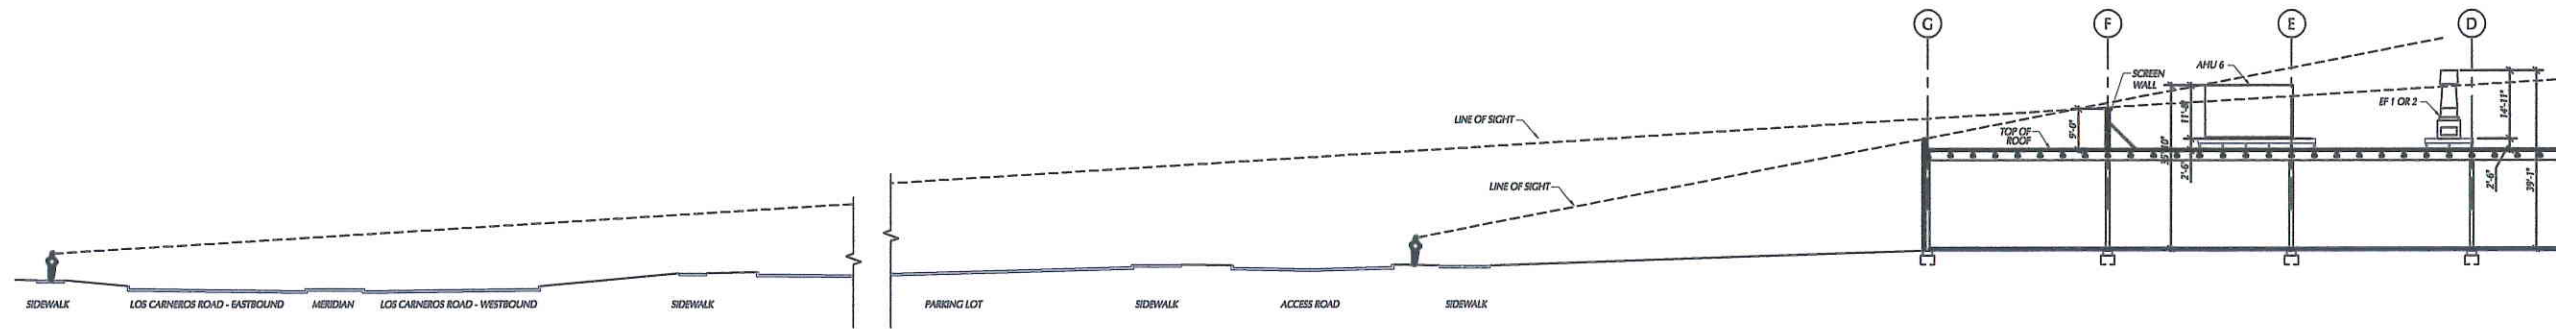 G
F
E
D
SCREEN
WALL
AHU 6
EF 1 OR 2
LINE OF SIGHT
TOP OF
ROOF
9'-0"
2'-6"
14'-11"
2'-6"
39'-1"
LINE OF SIGHT
SIDEWALK
LOS CARNEROS ROAD - EASTBOUND
MERIDIAN
LOS CARNEROS ROAD - WESTBOUND
SIDEWALK
PARKING LOT
SIDEWALK
ACCESS ROAD
SIDEWALK